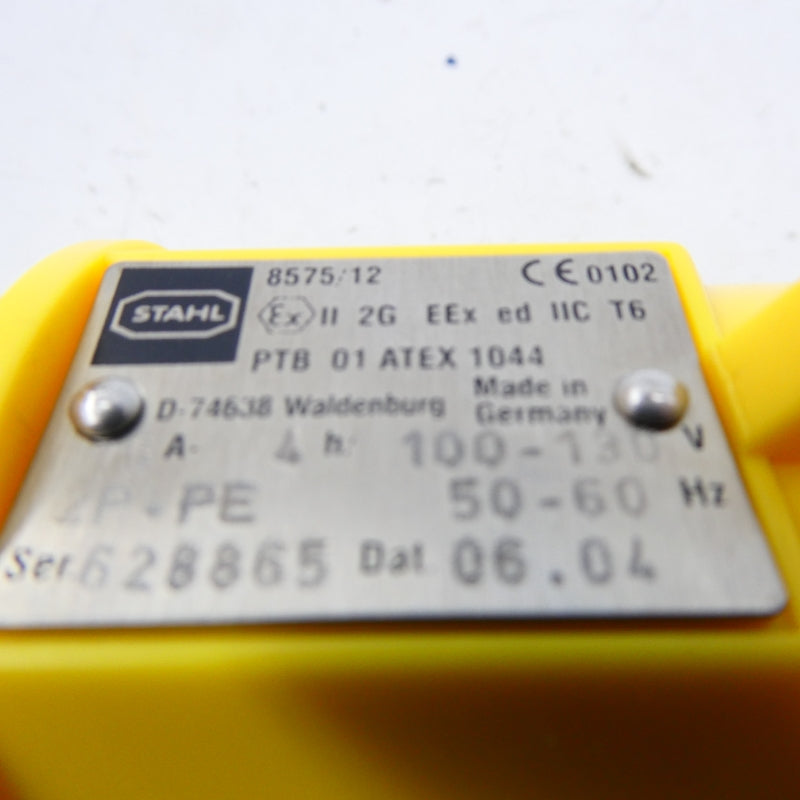 STAHL
8575/12 CE 0102
Ex II 2G EEx ed IIC T6
PTB 01 ATEX 1044
D-74638 Waldenburg Made in Germany
A: 4 h: 100-130 V
2P+PE 50-60 Hz
Ser. 628865 Dat. 06.04